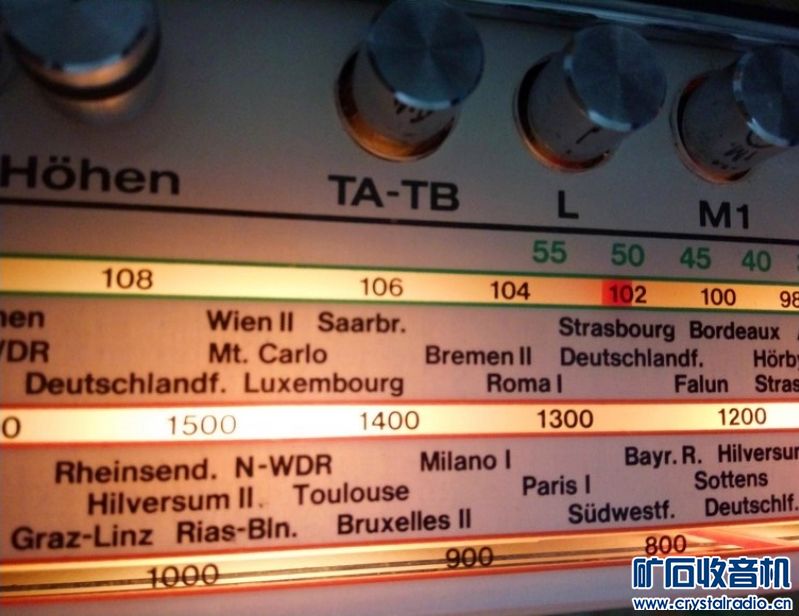 Höhen TA-TB L M1
55 50 45 40
108 106 104 102 100 98
Wien II Saarbr. Strasbourg Bordeaux
Mt. Carlo Bremen II Deutschlandf.
Deutschlandf. Luxembourg Roma I Falun
1500 1400 1300 1200
Rheinsend. N-WDR Milano I Bayr. R.
Hilversum II. Toulouse Paris I Sottens
Graz-Linz Rias-Bln. Bruxelles II Südwestf. Deutschlf.
1000 900 800
矿石收音机
www.crystalradio.cn